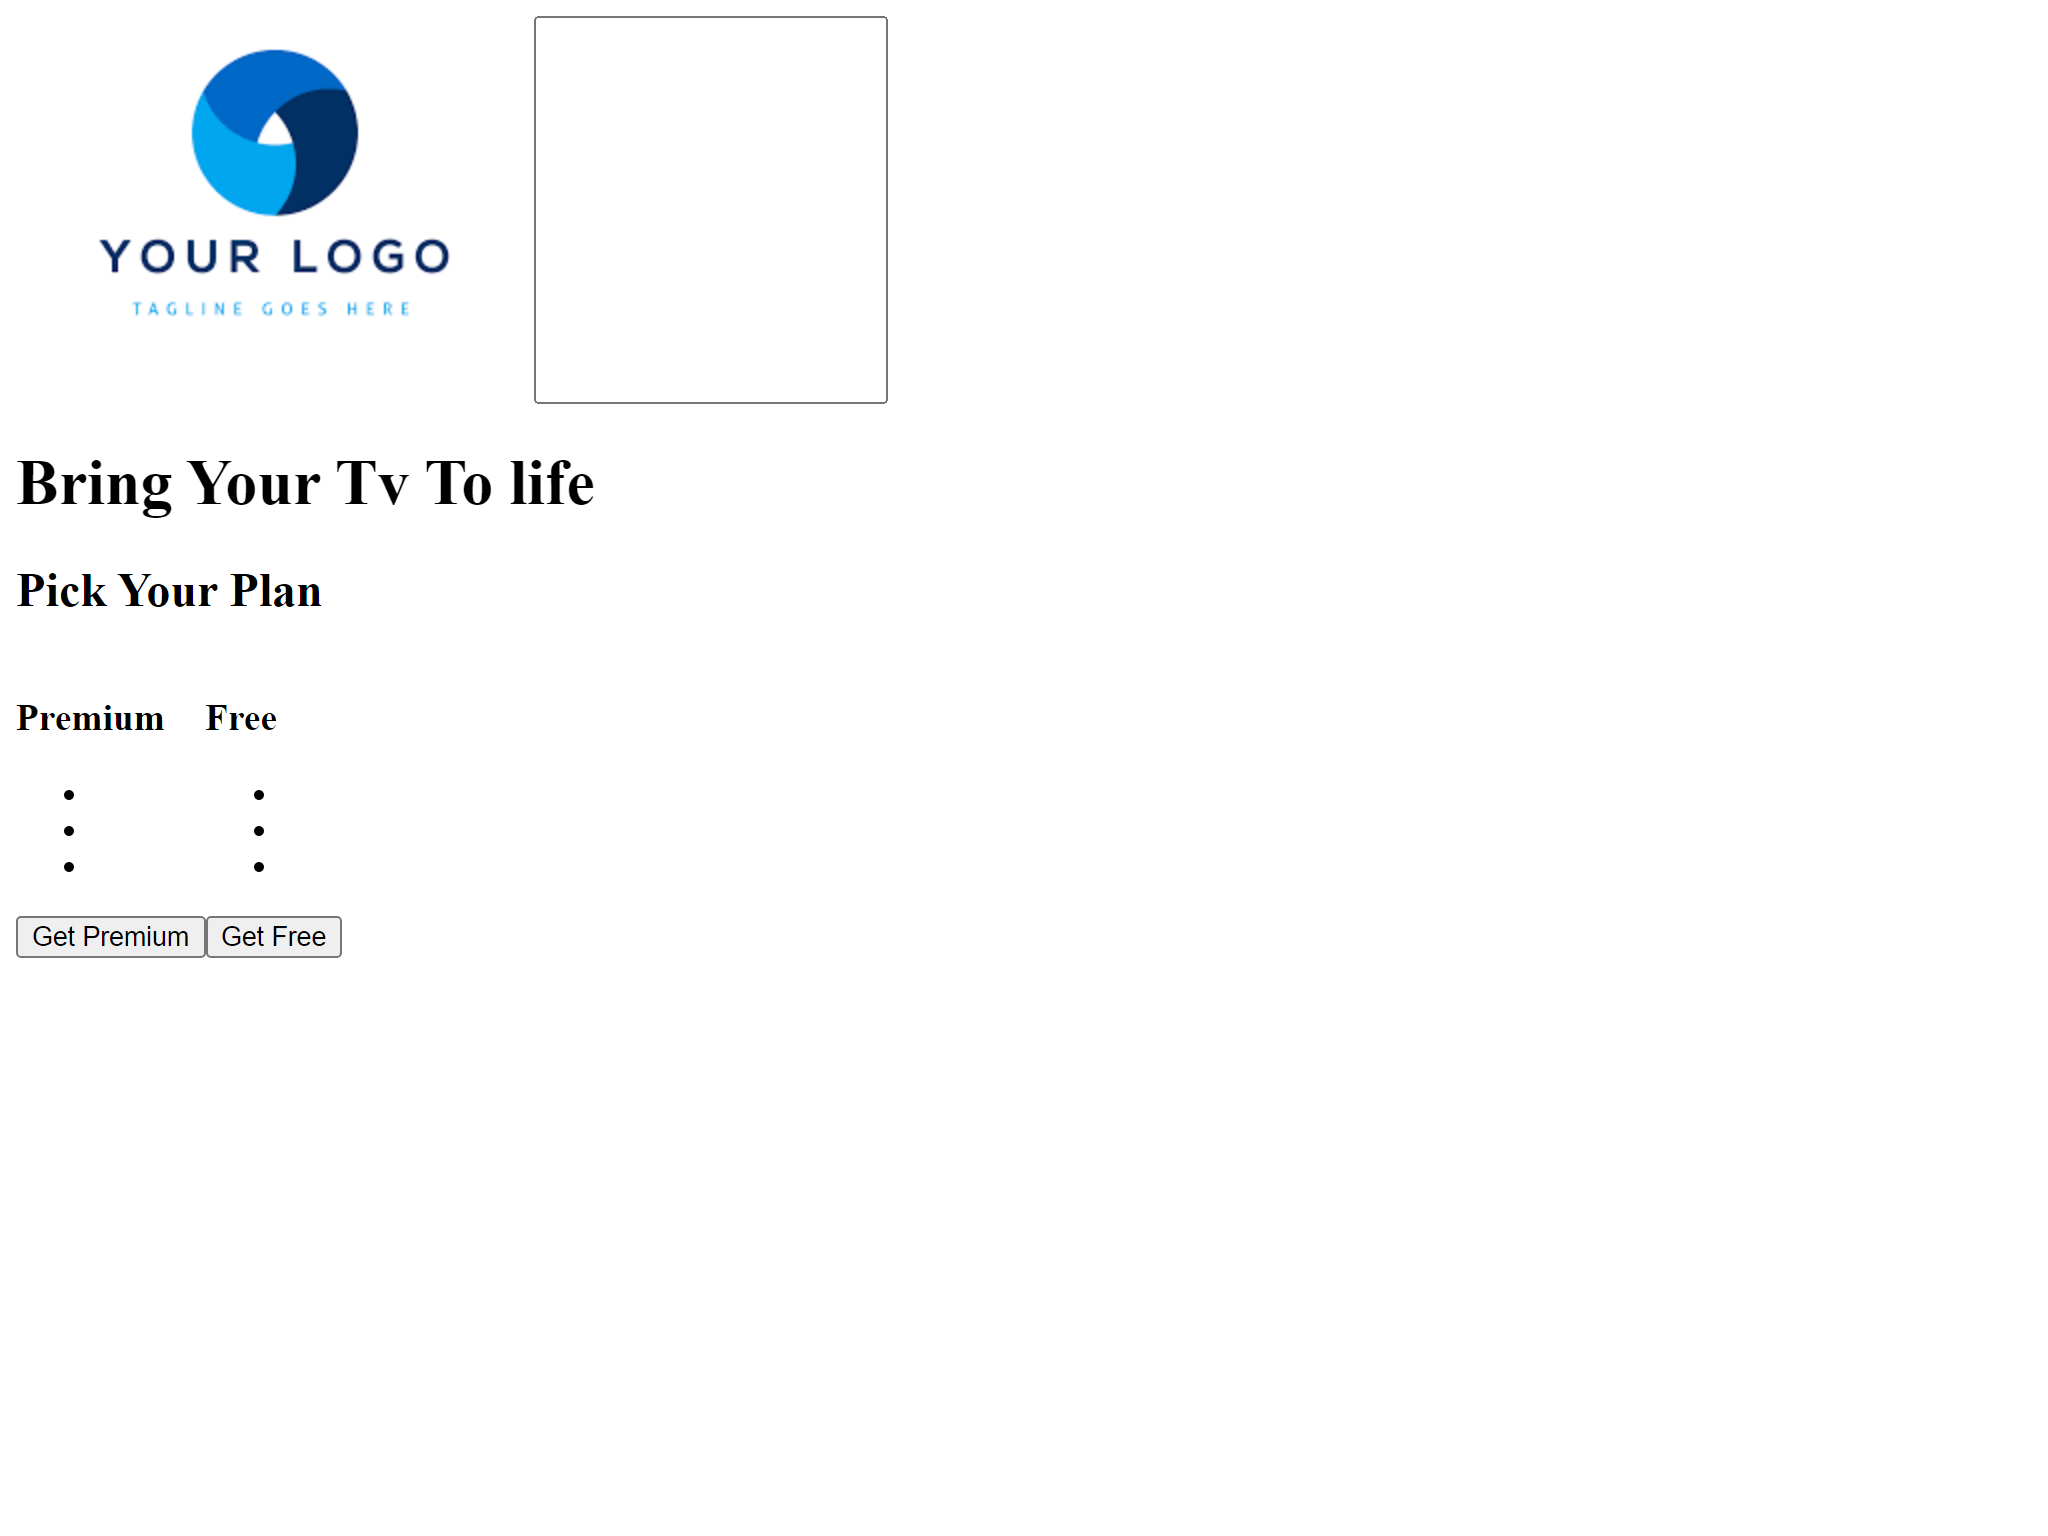 YOUR LOGO
TAGLINE GOES HERE
Bring Your Tv To life
Pick Your Plan
Premium Free
Get Premium Get Free